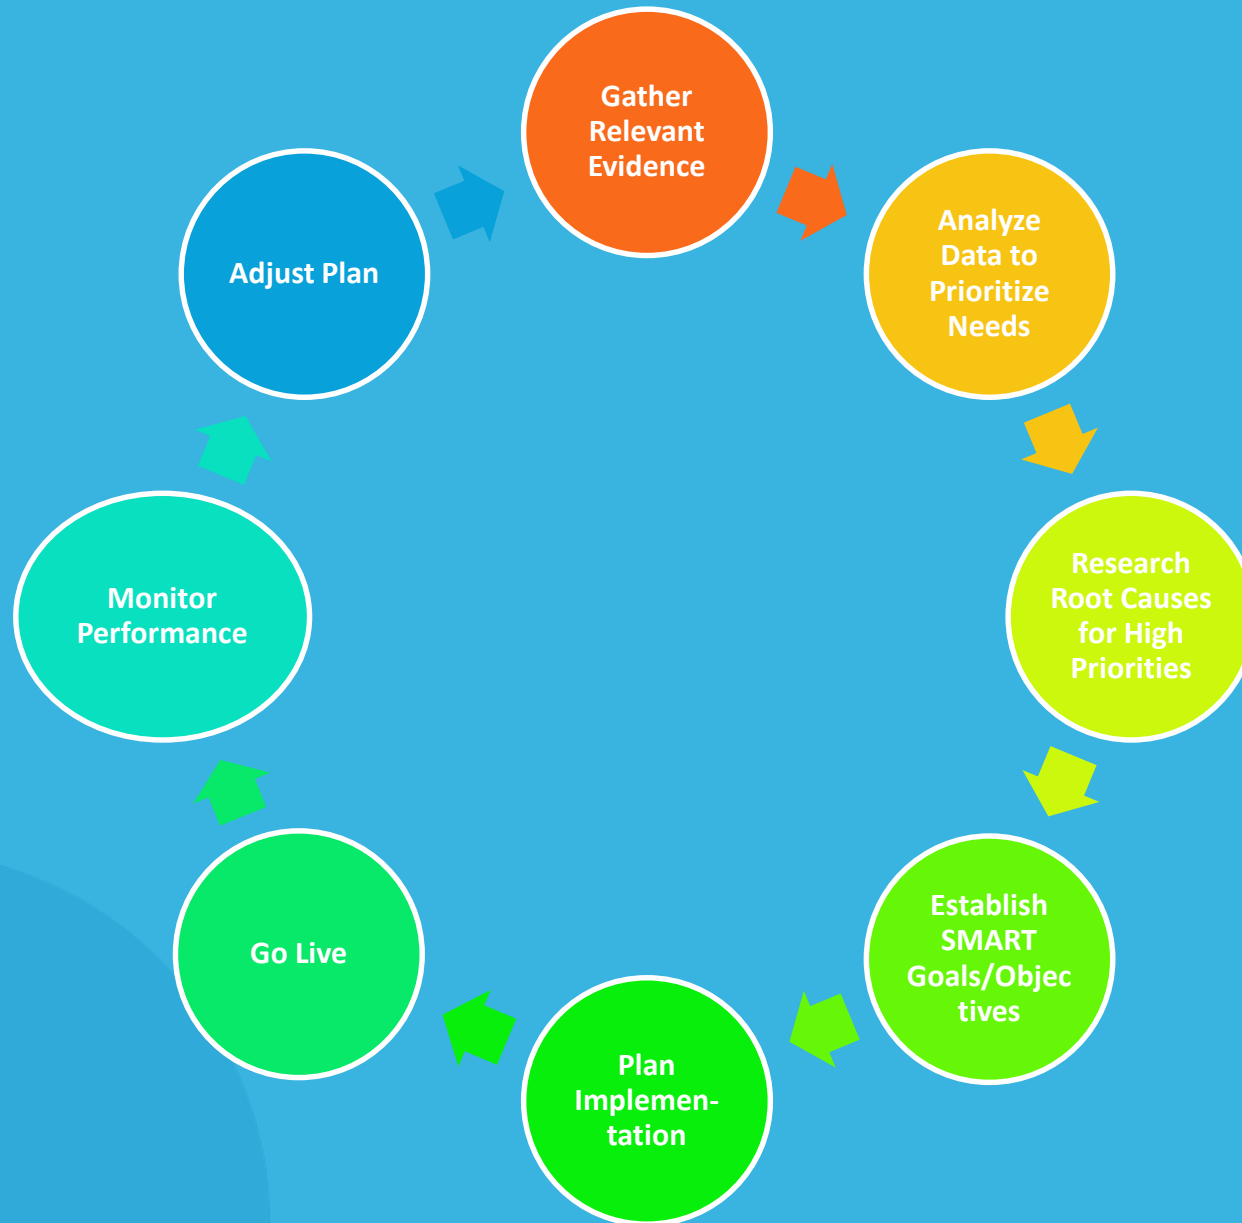 Gather
Relevant
Evidence
Analyze
Data to
Prioritize
Needs
Research
Root Causes
for High
Priorities
Establish
SMART
Goals/Objec
tives
Plan
Implemen-
tation
Go Live
Monitor
Performance
Adjust Plan